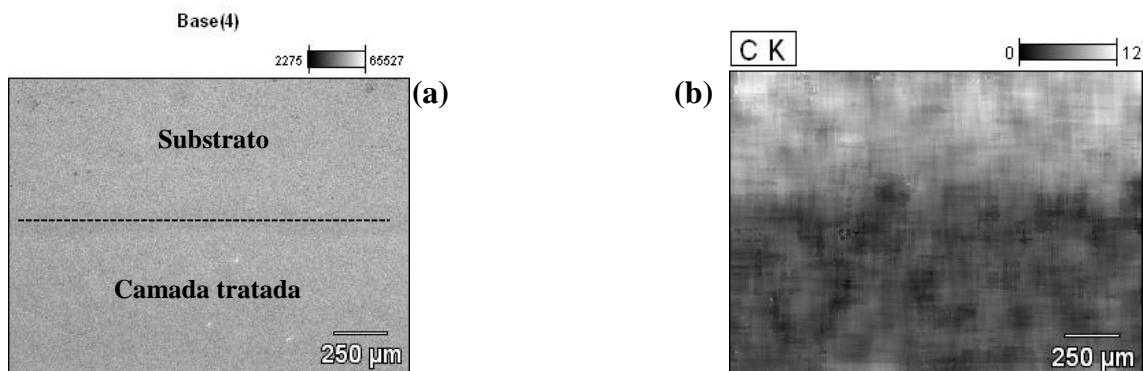 Base(4)
2275 65527
(a)
Substrato
Camada tratada
250 µm
(b)
C K
0 12
250 µm